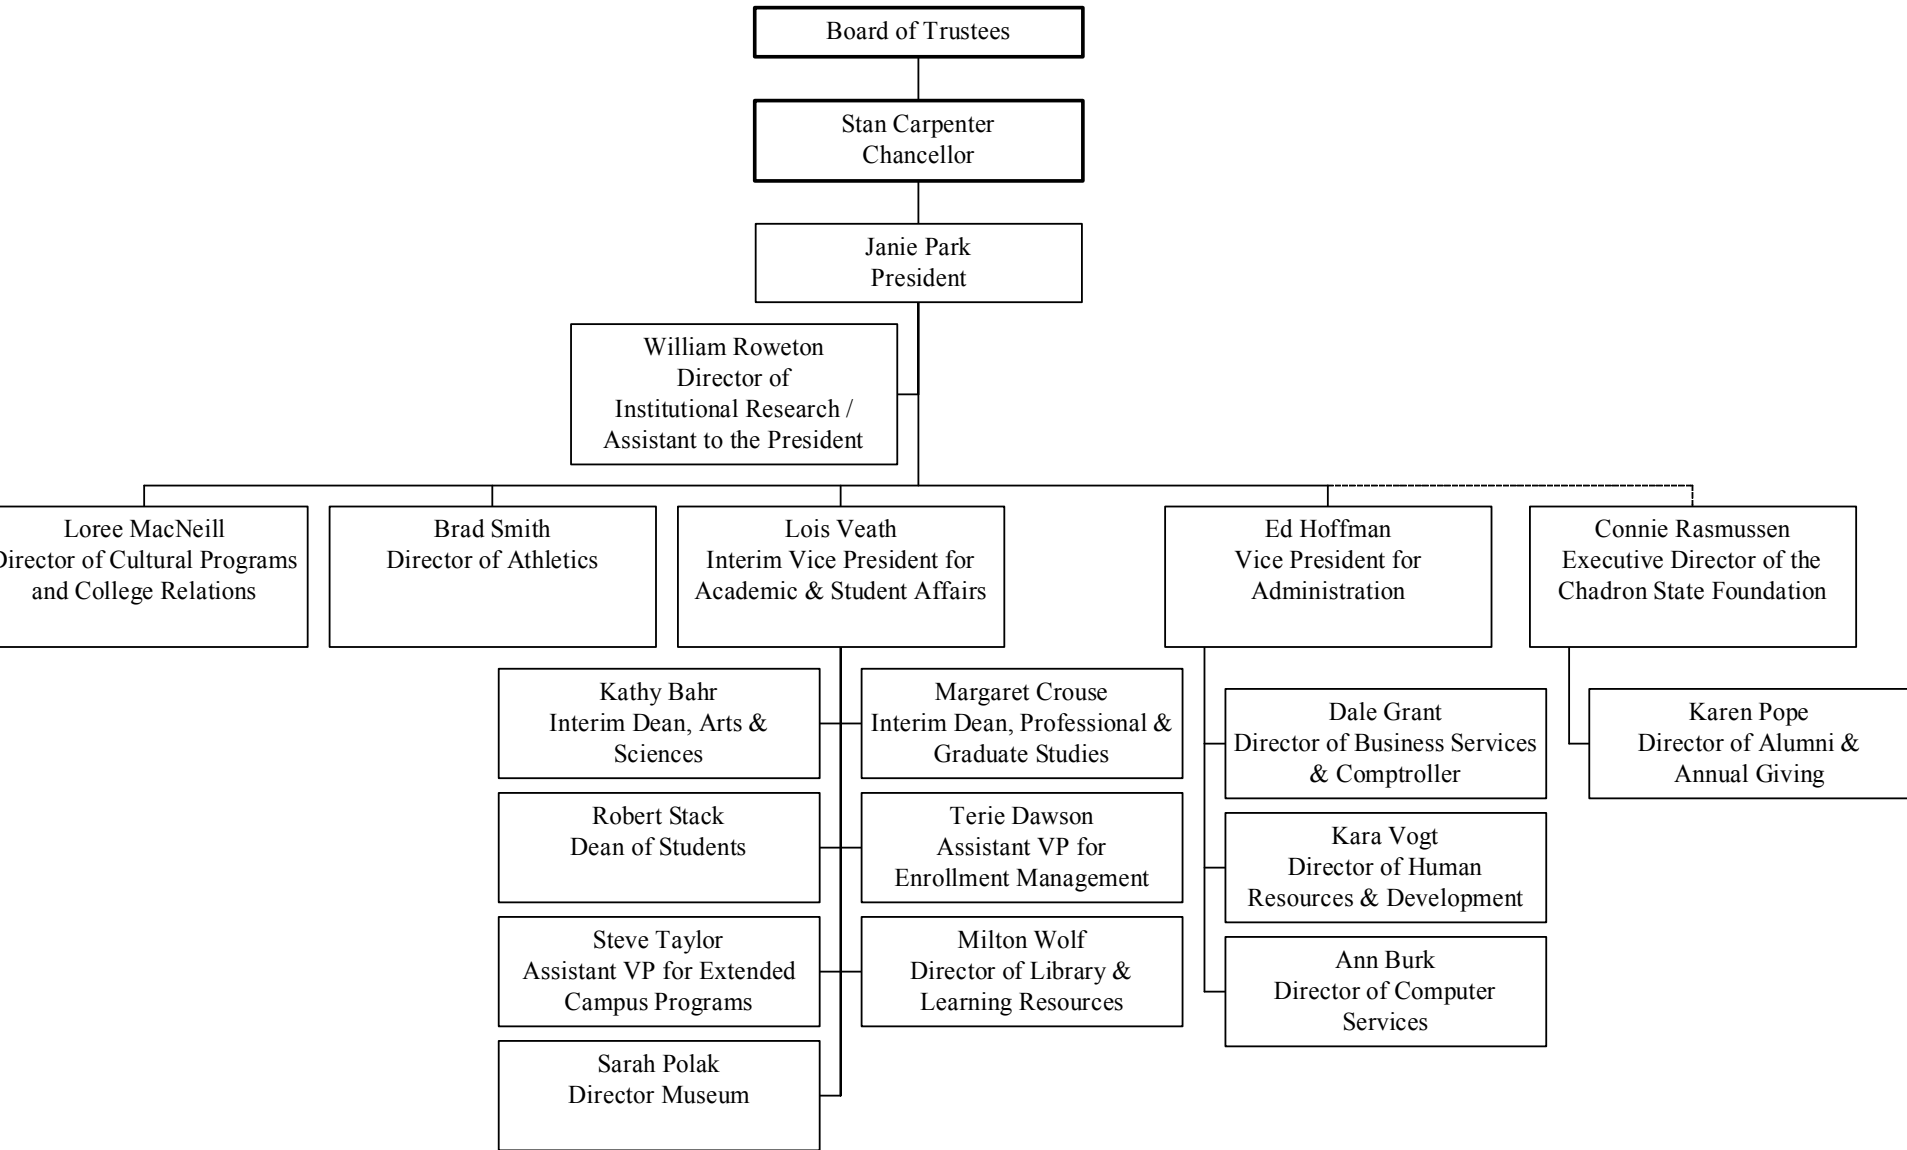 Board of Trustees
Stan Carpenter
Chancellor
Janie Park
President
William Roweton
Director of
Institutional Research /
Assistant to the President
Loree MacNeill
Director of Cultural Programs
and College Relations
Brad Smith
Director of Athletics
Lois Veath
Interim Vice President for
Academic & Student Affairs
Ed Hoffman
Vice President for
Administration
Connie Rasmussen
Executive Director of the
Chadron State Foundation
Kathy Bahr
Interim Dean, Arts &
Sciences
Margaret Crouse
Interim Dean, Professional &
Graduate Studies
Robert Stack
Dean of Students
Terie Dawson
Assistant VP for
Enrollment Management
Steve Taylor
Assistant VP for Extended
Campus Programs
Milton Wolf
Director of Library &
Learning Resources
Sarah Polak
Director Museum
Dale Grant
Director of Business Services
& Comptroller
Kara Vogt
Director of Human
Resources & Development
Ann Burk
Director of Computer
Services
Karen Pope
Director of Alumni &
Annual Giving